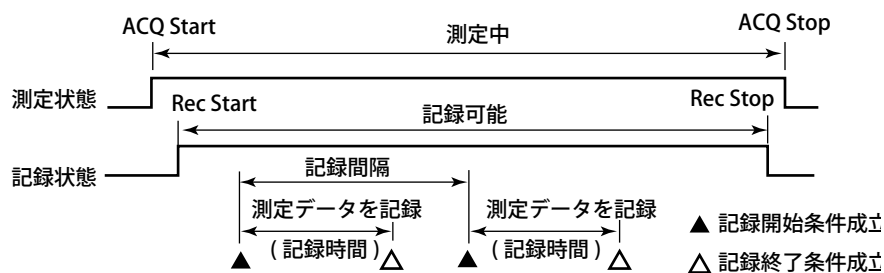 ACQ Start
ACQ Stop
測定中
測定状態
Rec Start
Rec Stop
記録可能
記録状態
記録間隔
測定データを記録
測定データを記録
( 記録時間 )
( 記録時間 )
▲ 記録開始条件成立
△ 記録終了条件成立